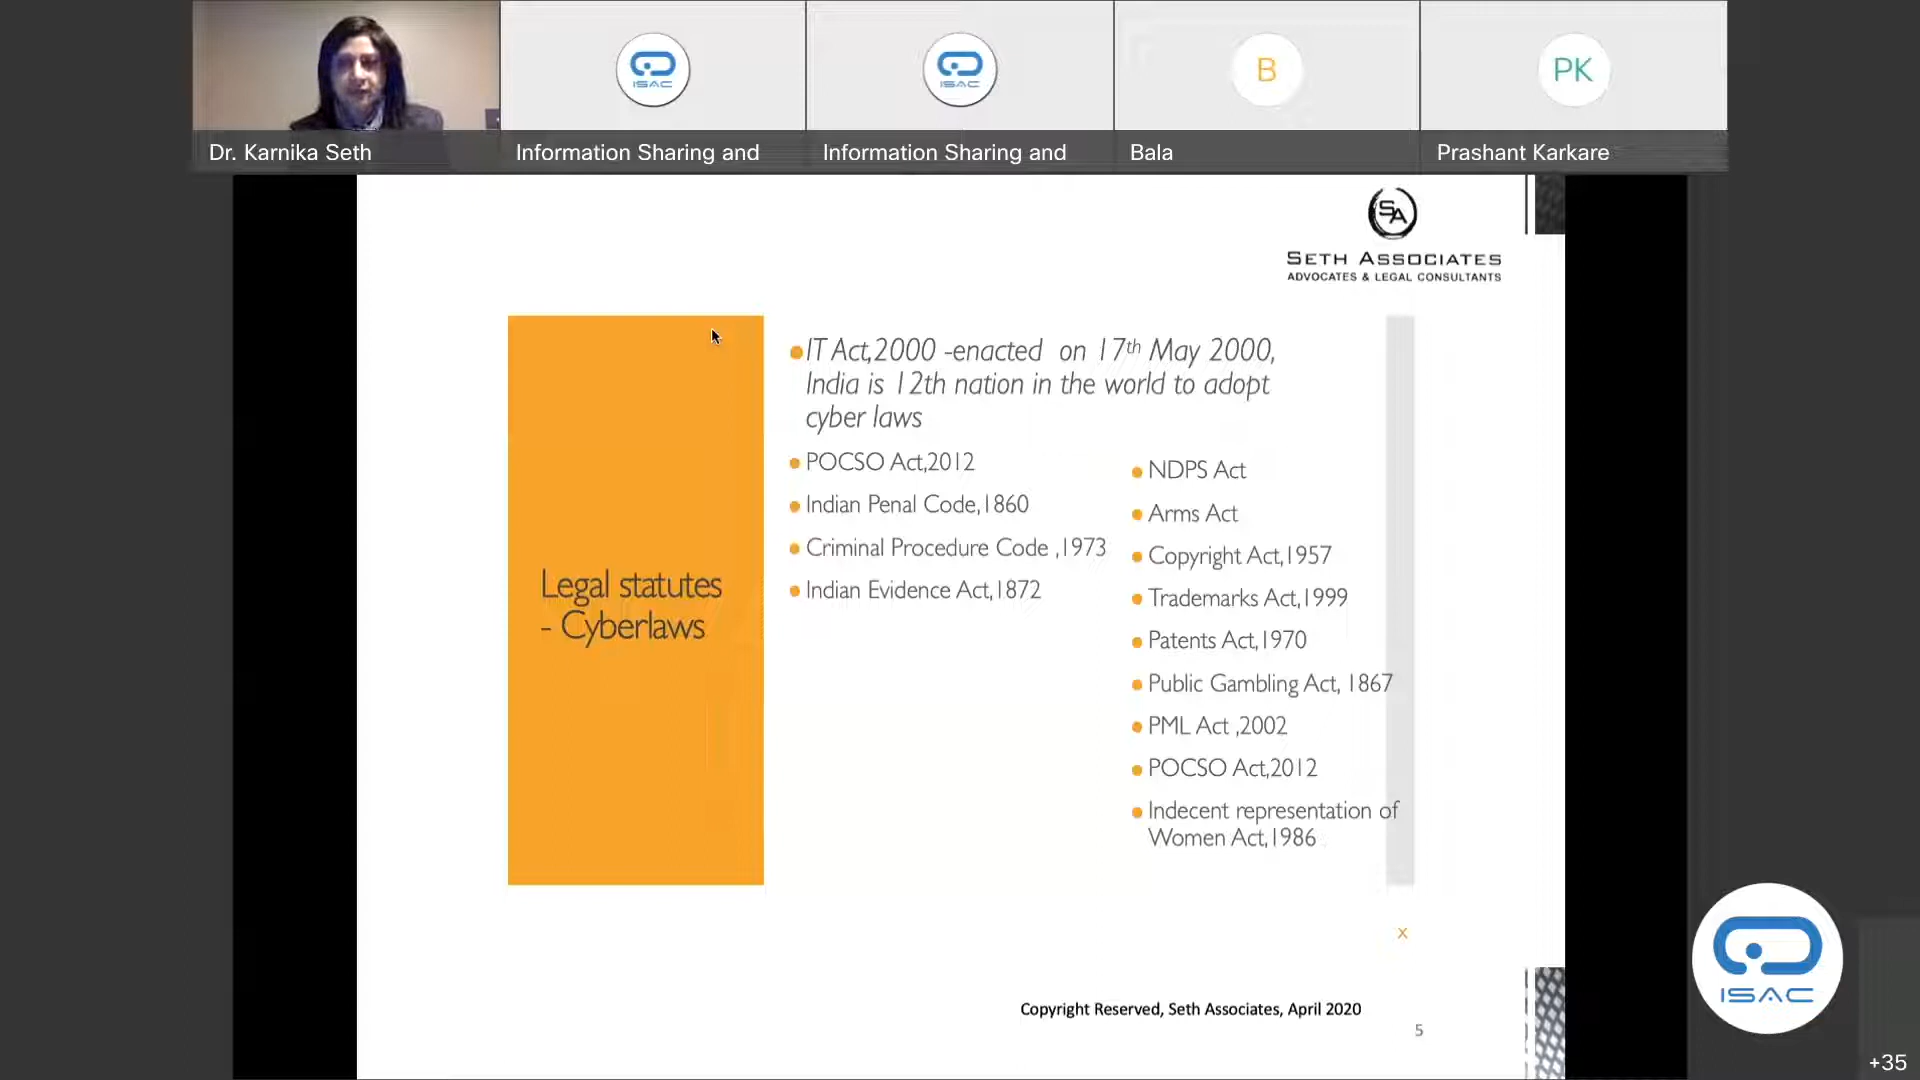 ISAC
ISAC
B
PK
Dr. Karnika Seth
Information Sharing and
Information Sharing and
Bala
Prashant Karkare
SA
SETH ASSOCIATES
ADVOCATES & LEGAL CONSULTANTS
Legal statutes
- Cyberlaws
IT Act,2000 -enacted on 17th May 2000,
India is 12th nation in the world to adopt
cyber laws
POCSO Act,2012
Indian Penal Code,1860
Criminal Procedure Code ,1973
Indian Evidence Act,1872
NDPS Act
Arms Act
Copyright Act,1957
Trademarks Act,1999
Patents Act,1970
Public Gambling Act, 1867
PML Act ,2002
POCSO Act,2012
Indecent representation of
Women Act,1986
x
Copyright Reserved, Seth Associates, April 2020
5
ISAC
+35